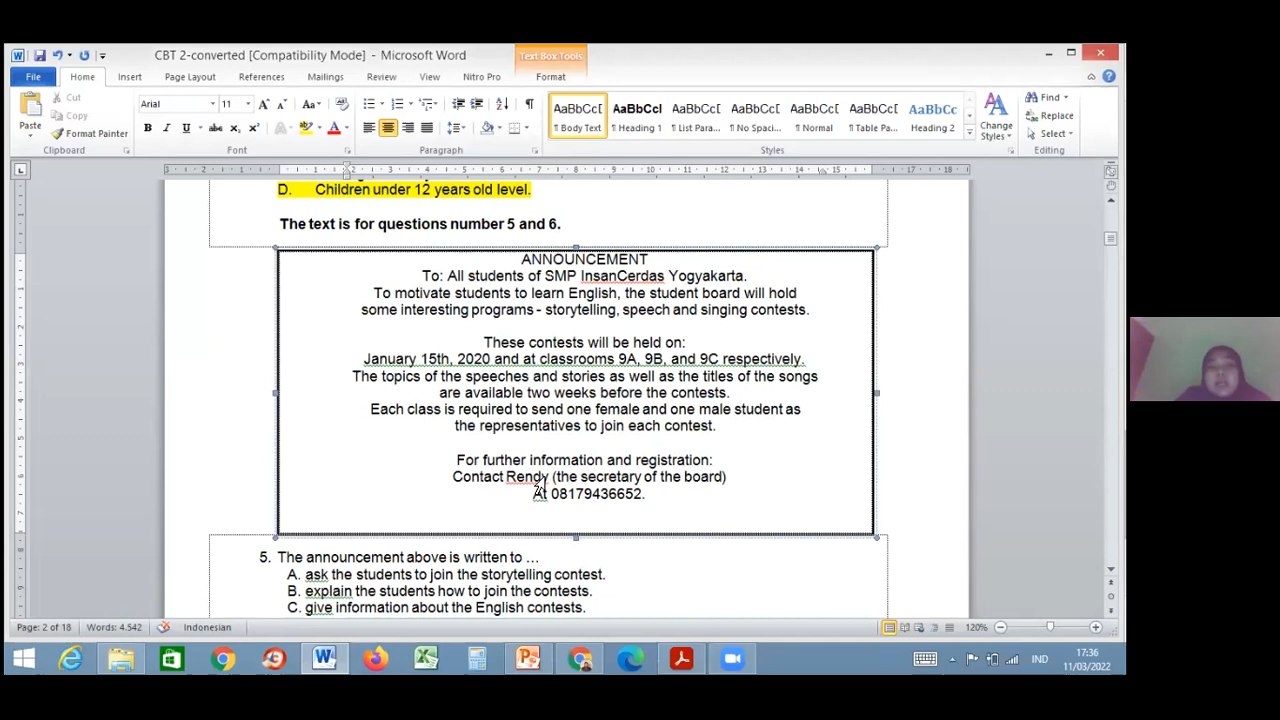 CBT 2-converted [Compatibility Mode] - Microsoft Word
Text Box Tools
File Home Insert Page Layout References Mailings Review View Nitro Pro Format
Paste
Cut
Copy
Format Painter
Clipboard
Arial 11
B I U abc x₂ x² A
Font
Paragraph
AaBbCc[ AaBbCcI AaBbCc[ AaBbCc[ AaBbCc[ AaBbCc[ AaBbCc
¶ Body Text ¶ Heading 1 ¶ List Para... ¶ No Spaci... ¶ Normal ¶ Table Pa... Heading 2
Styles
Change
Styles
Find
Replace
Select
Editing
D. Children under 12 years old level.
The text is for questions number 5 and 6.
ANNOUNCEMENT
To: All students of SMP InsanCerdas Yogyakarta.
To motivate students to learn English, the student board will hold
some interesting programs - storytelling, speech and singing contests.
These contests will be held on:
January 15th, 2020 and at classrooms 9A, 9B, and 9C respectively.
The topics of the speeches and stories as well as the titles of the songs
are available two weeks before the contests.
Each class is required to send one female and one male student as
the representatives to join each contest.
For further information and registration:
Contact Rendy (the secretary of the board)
At 08179436652.
5. The announcement above is written to …
A. ask the students to join the storytelling contest.
B. explain the students how to join the contests.
C. give information about the English contests.
Page: 2 of 18 Words: 4.542 Indonesian 120%
IND
17:36
11/03/2022